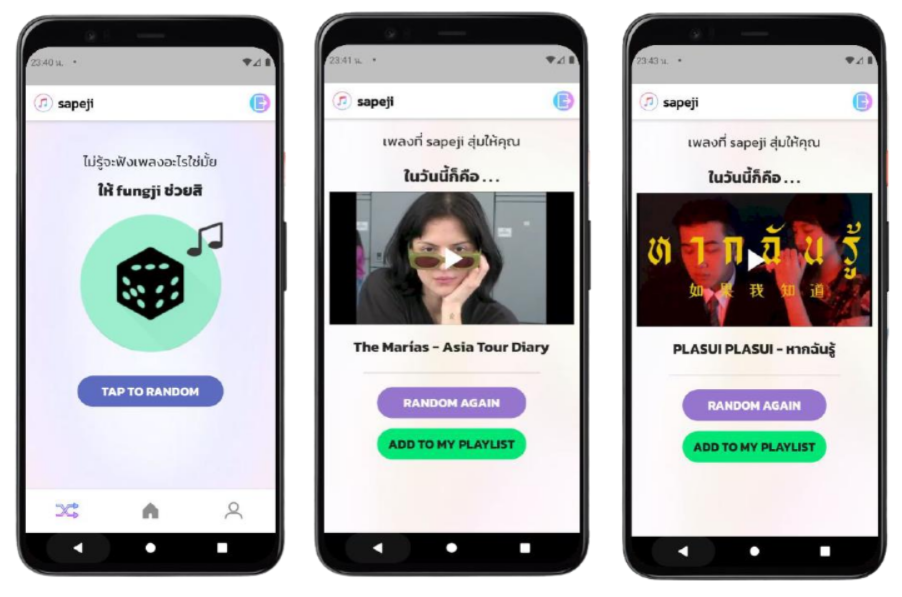 23:40 น.
sapeji
ไม่รู้จะฟังเพลงอะไรใช่มั้ย
ให้ fungji ช่วยสิ
TAP TO RANDOM
23:41 น.
sapeji
เพลงที่ sapeji สุ่มให้คุณ
ในวันนี้ก็คือ...
The Marías - Asia Tour Diary
RANDOM AGAIN
ADD TO MY PLAYLIST
23:43 น.
sapeji
เพลงที่ sapeji สุ่มให้คุณ
ในวันนี้ก็คือ...
หากฉันรู้
如果我知道
PLASUI PLASUI - หากฉันรู้
RANDOM AGAIN
ADD TO MY PLAYLIST